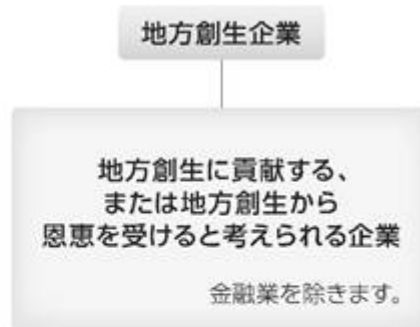 地方創生企業
地方創生に貢献する、
または地方創生から
恩恵を受けると考えられる企業
金融業を除きます。